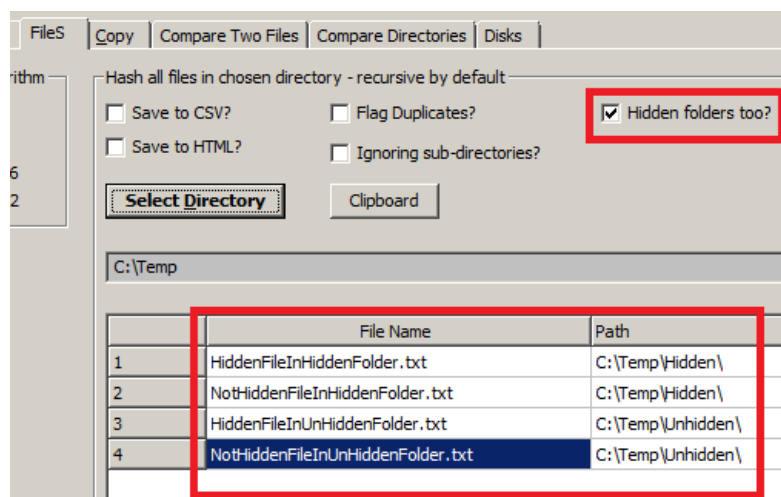 FileS Copy Compare Two Files Compare Directories Disks
rithm
Hash all files in chosen directory - recursive by default
Save to CSV? Flag Duplicates? Hidden folders too?
Save to HTML? Ignoring sub-directories?
6
2
Select Directory Clipboard
C:\Temp
File Name Path
1 HiddenFileInHiddenFolder.txt C:\Temp\Hidden\
2 NotHiddenFileInHiddenFolder.txt C:\Temp\Hidden\
3 HiddenFileInUnHiddenFolder.txt C:\Temp\Unhidden\
4 NotHiddenFileInUnHiddenFolder.txt C:\Temp\Unhidden\